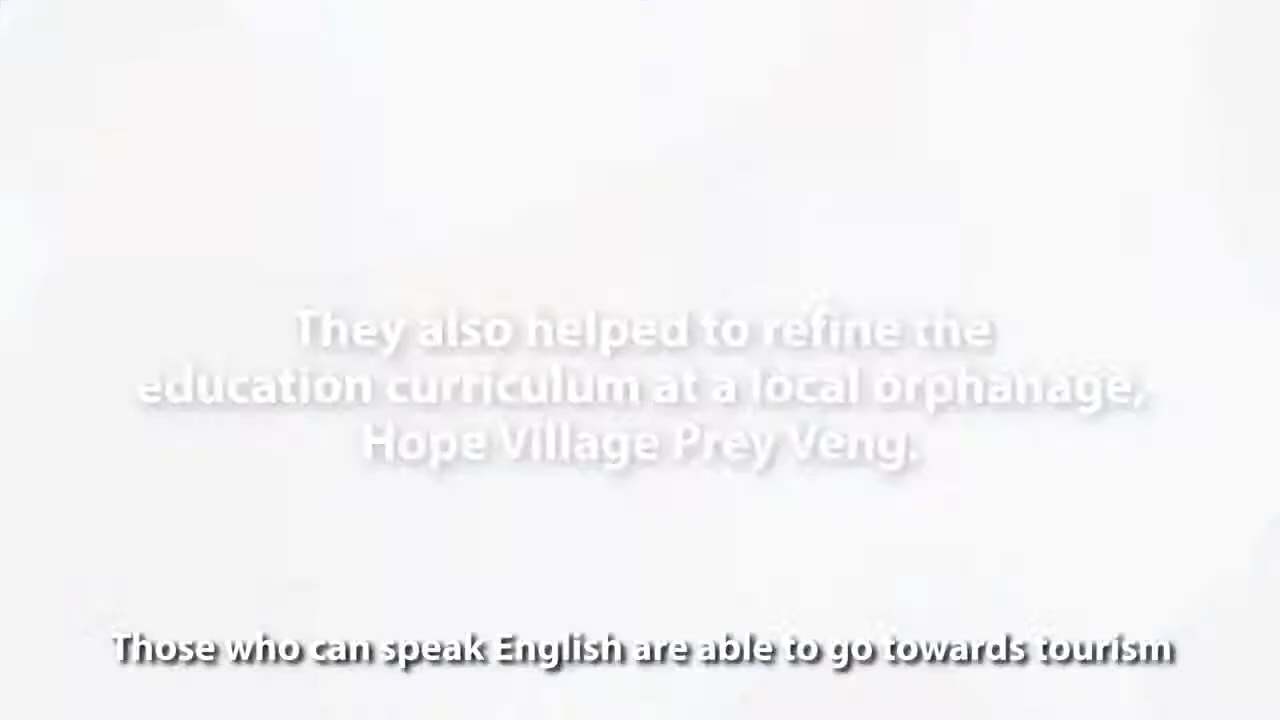 They also helped to refine the
education curriculum at a local orphanage,
Hope Village Prey Veng.
Those who can speak English are able to go towards tourism